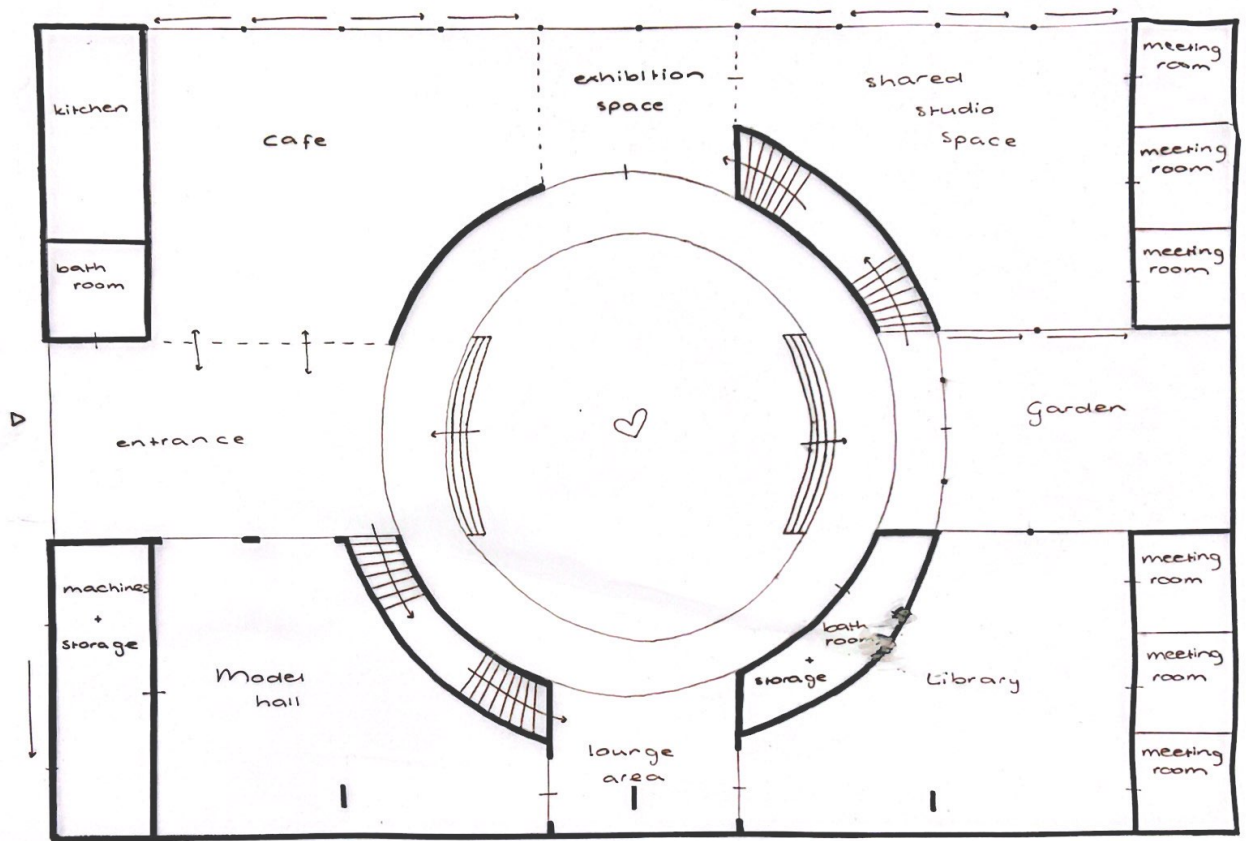 kitchen
bath
room
cafe
exhibition
space
shared
studio
space
meeting
room
meeting
room
meeting
room
entrance
Garden
machines
+
storage
Model
hall
lounge
area
bath
room
+
storage
Library
meeting
room
meeting
room
meeting
room